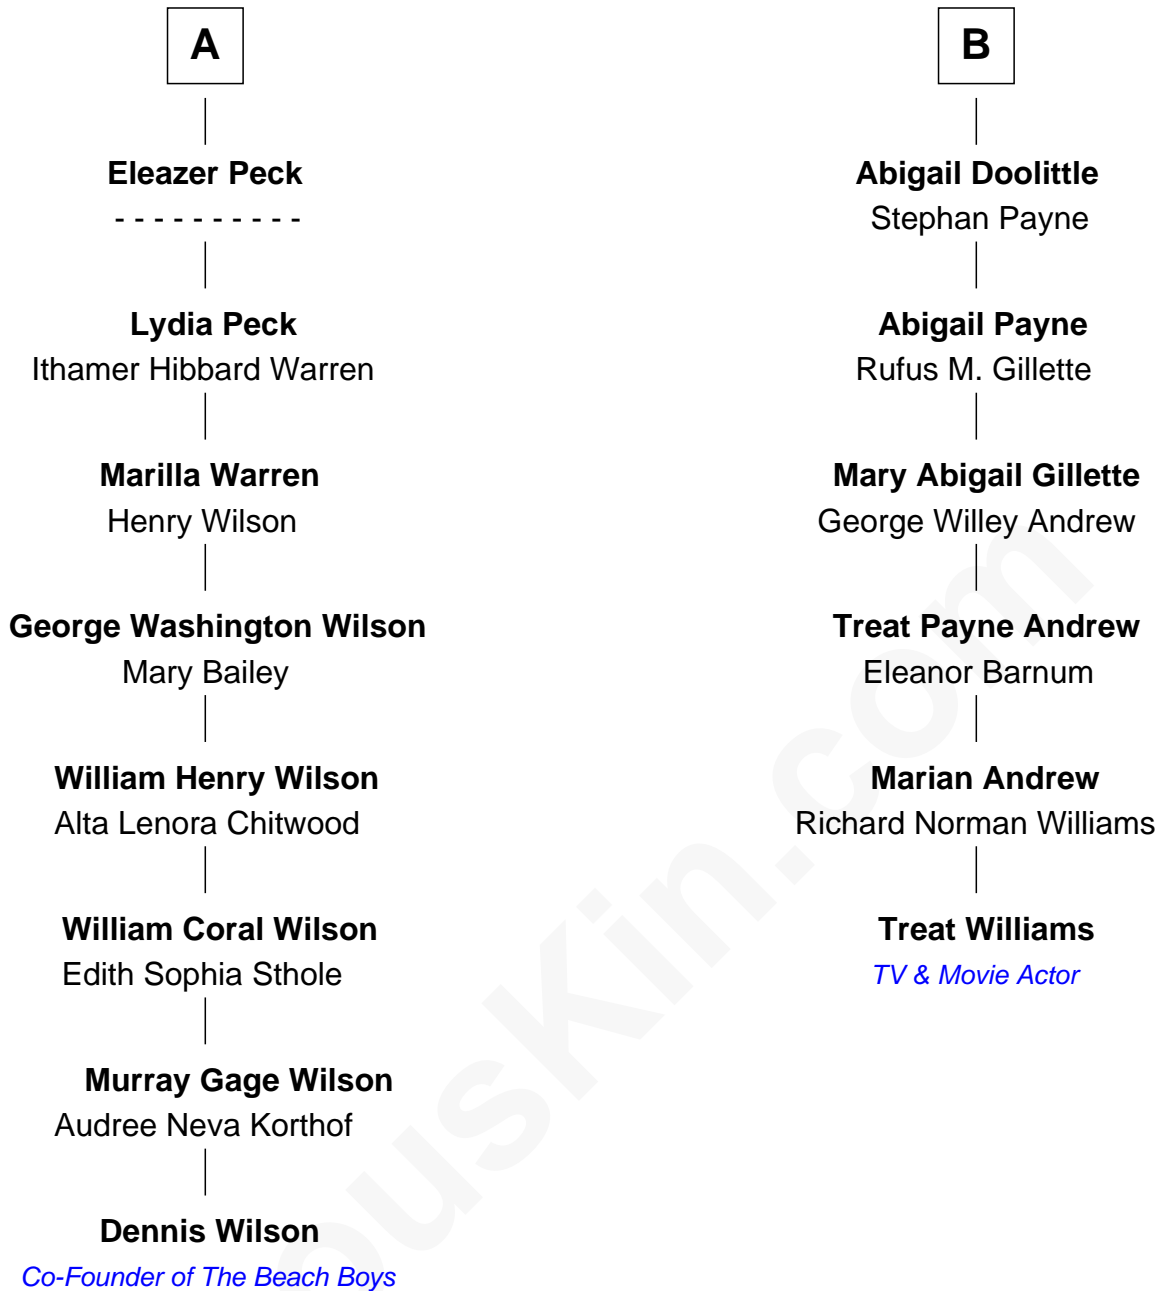 A
Eleazer Peck
- - - - - - - - - -
Lydia Peck
Ithamer Hibbard Warren
Marilla Warren
Henry Wilson
George Washington Wilson
Mary Bailey
William Henry Wilson
Alta Lenora Chitwood
William Coral Wilson
Edith Sophia Sthole
Murray Gage Wilson
Audree Neva Korthof
Dennis Wilson
Co-Founder of The Beach Boys
B
Abigail Doolittle
Stephan Payne
Abigail Payne
Rufus M. Gillette
Mary Abigail Gillette
George Willey Andrew
Treat Payne Andrew
Eleanor Barnum
Marian Andrew
Richard Norman Williams
Treat Williams
TV & Movie Actor
ousKin.com